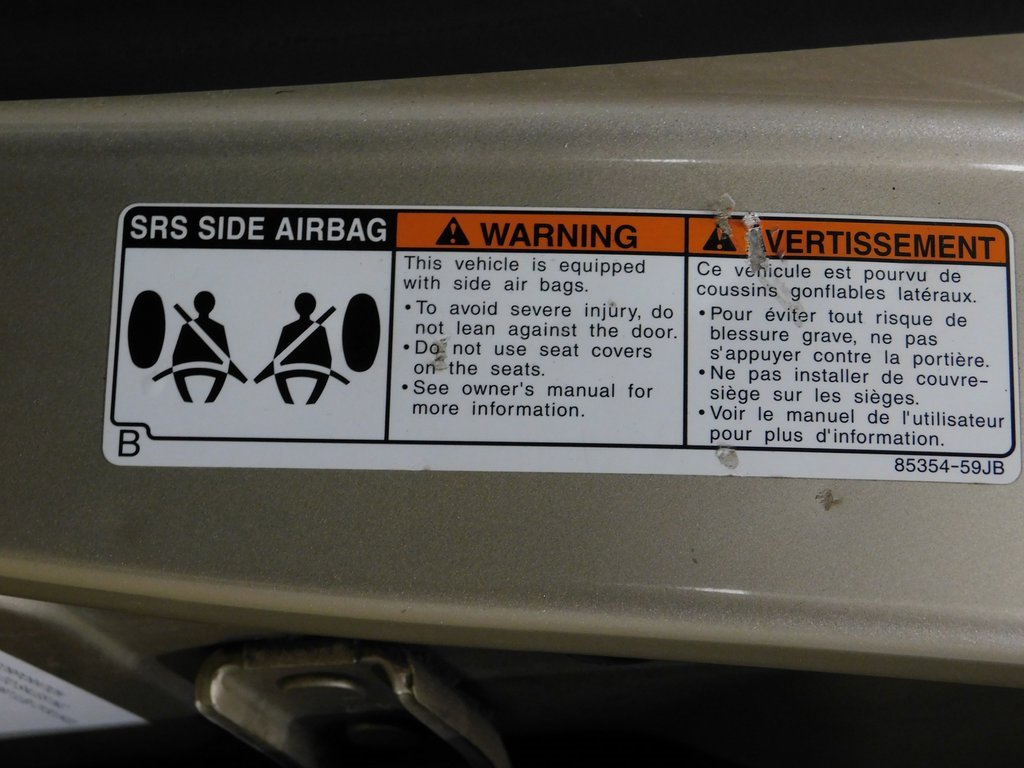 SRS SIDE AIRBAG
B
WARNING
This vehicle is equipped
with side air bags.
• To avoid severe injury, do
not lean against the door.
• Do not use seat covers
on the seats.
• See owner's manual for
more information.
AVERTISSEMENT
Ce véhicule est pourvu de
coussins gonflables latéraux.
• Pour éviter tout risque de
blessure grave, ne pas
s'appuyer contre la portière.
• Ne pas installer de couvre-
siège sur les sièges.
• Voir le manuel de l'utilisateur
pour plus d'information.
85354-59JB